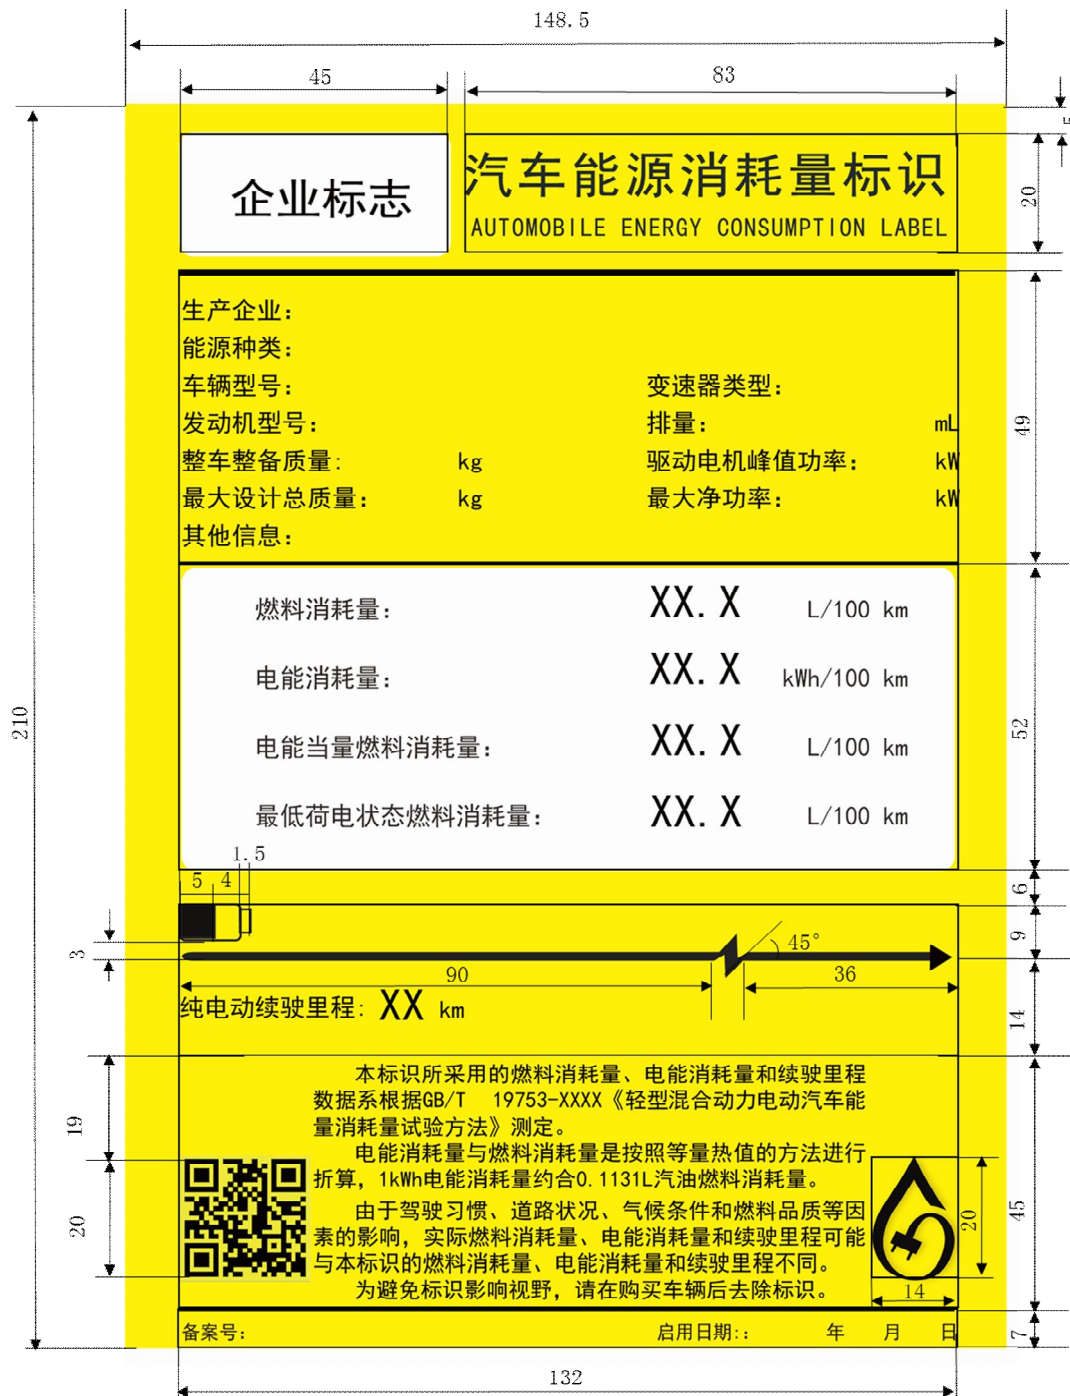 148.5
45
83
5
企业标志
汽车能源消耗量标识
AUTOMOBILE ENERGY CONSUMPTION LABEL
20
生产企业：
能源种类：
车辆型号： 变速器类型：
发动机型号： 排量： mL
整车整备质量： kg 驱动电机峰值功率： kW
最大设计总质量： kg 最大净功率： kW
其他信息：
49
燃料消耗量： XX.X L/100 km
电能消耗量： XX.X kWh/100 km
电能当量燃料消耗量： XX.X L/100 km
最低荷电状态燃料消耗量： XX.X L/100 km
210
52
1.5
5 4
6
9
3
45°
90
36
纯电动续驶里程： XX km
14
本标识所采用的燃料消耗量、电能消耗量和续驶里程
数据系根据GB/T 19753-XXXX《轻型混合动力电动汽车能
量消耗量试验方法》测定。
电能消耗量与燃料消耗量是按照等量热值的方法进行
折算，1kWh电能消耗量约合0.1131L汽油燃料消耗量。
由于驾驶习惯、道路状况、气候条件和燃料品质等因
素的影响，实际燃料消耗量、电能消耗量和续驶里程可能
与本标识的燃料消耗量、电能消耗量和续驶里程不同。
为避免标识影响视野，请在购买车辆后去除标识。
19
20
20
14
45
备案号： 启用日期：： 年 月 日
7
132